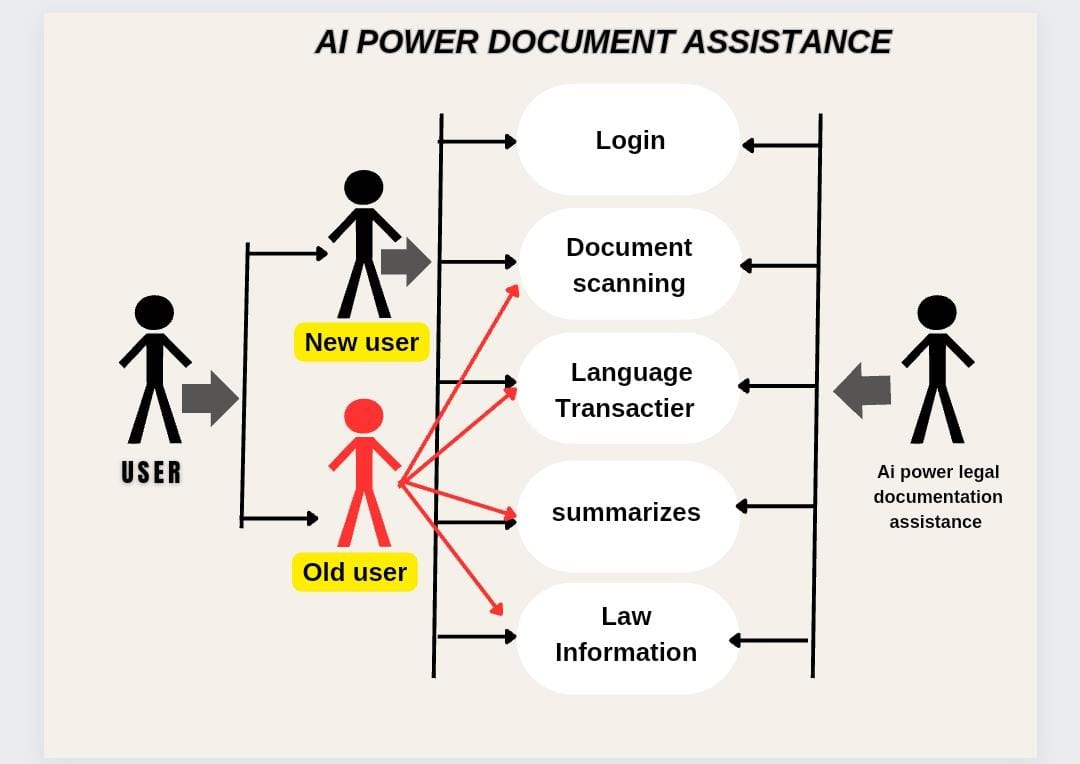 AI POWER DOCUMENT ASSISTANCE
Login
Document
scanning
New user
Language
Transactier
USER
Ai power legal
documentation
assistance
summarizes
Old user
Law
Information